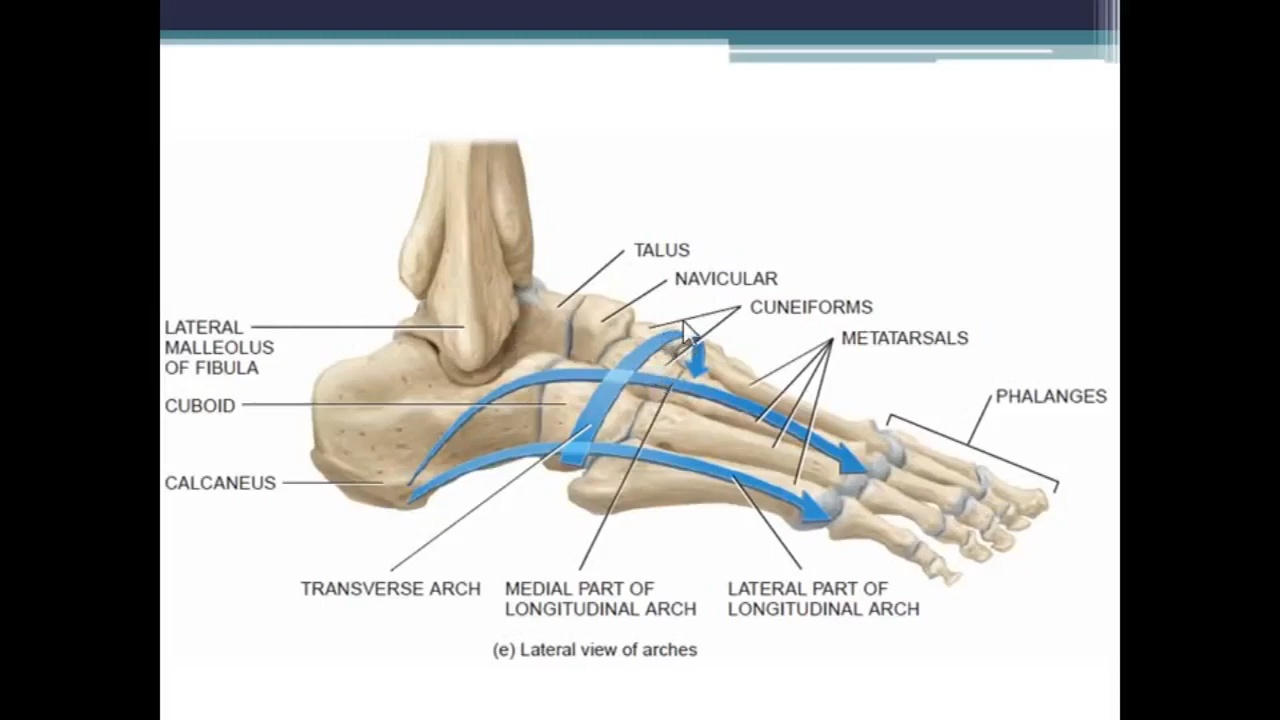 TALUS
NAVICULAR
CUNEIFORMS
METATARSALS
PHALANGES
LATERAL
MALLEOLUS
OF FIBULA
CUBOID
CALCANEUS
TRANSVERSE ARCH
MEDIAL PART OF
LONGITUDINAL ARCH
LATERAL PART OF
LONGITUDINAL ARCH
(e) Lateral view of arches